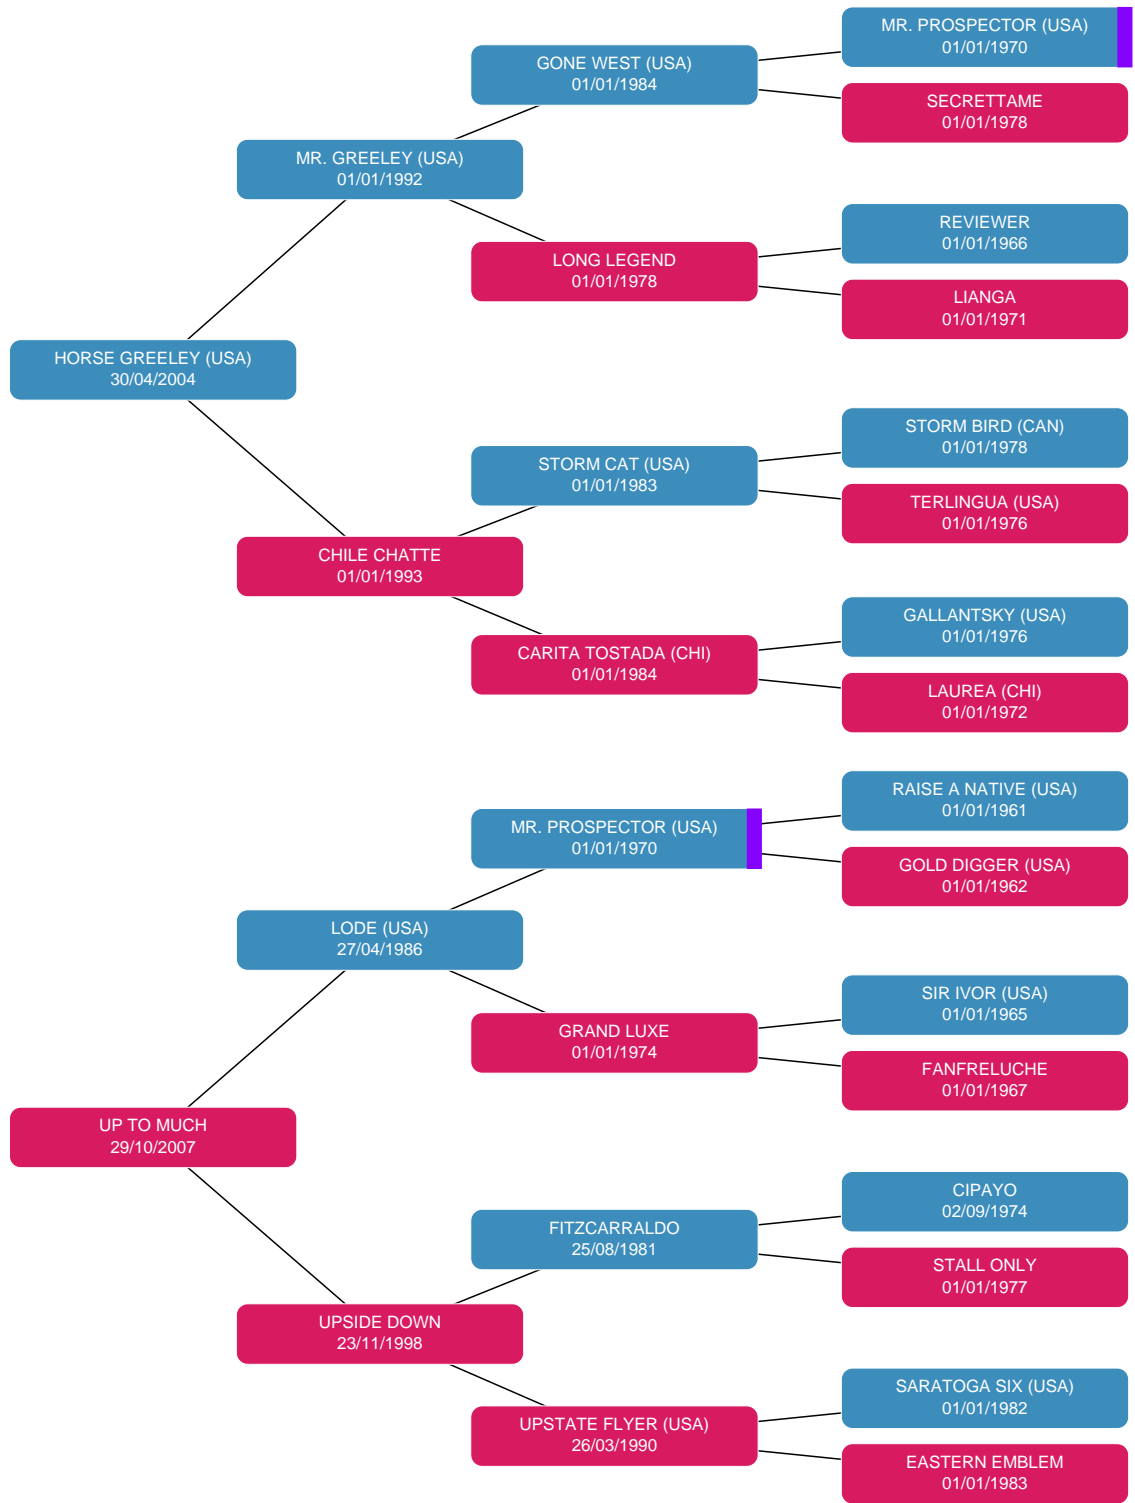 MR. PROSPECTOR (USA)
01/01/1970
GONE WEST (USA)
01/01/1984
SECRETTAME
01/01/1978
MR. GREELEY (USA)
01/01/1992
REVIEWER
01/01/1966
LONG LEGEND
01/01/1978
LIANGA
01/01/1971
HORSE GREELEY (USA)
30/04/2004
STORM BIRD (CAN)
01/01/1978
STORM CAT (USA)
01/01/1983
TERLINGUA (USA)
01/01/1976
CHILE CHATTE
01/01/1993
GALLANTSKY (USA)
01/01/1976
CARITA TOSTADA (CHI)
01/01/1984
LAUREA (CHI)
01/01/1972
RAISE A NATIVE (USA)
01/01/1961
MR. PROSPECTOR (USA)
01/01/1970
GOLD DIGGER (USA)
01/01/1962
LODE (USA)
27/04/1986
SIR IVOR (USA)
01/01/1965
GRAND LUXE
01/01/1974
FANFRELUCHE
01/01/1967
UP TO MUCH
29/10/2007
CIPAYO
02/09/1974
FITZCARRALDO
25/08/1981
STALL ONLY
01/01/1977
UPSIDE DOWN
23/11/1998
SARATOGA SIX (USA)
01/01/1982
UPSTATE FLYER (USA)
26/03/1990
EASTERN EMBLEM
01/01/1983